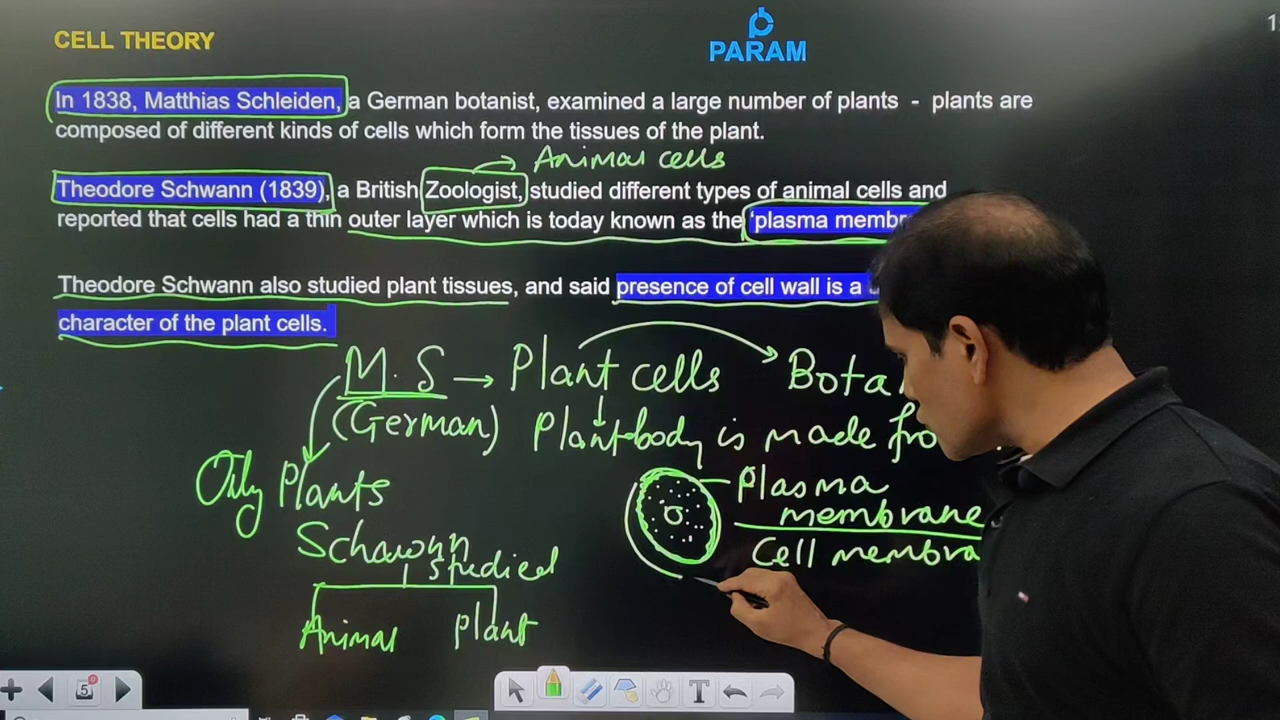 CELL THEORY
PARAM
In 1838, Matthias Schleiden, a German botanist, examined a large number of plants - plants are
composed of different kinds of cells which form the tissues of the plant.
Animal cells
Theodore Schwann (1839), a British Zoologist, studied different types of animal cells and
reported that cells had a thin outer layer which is today known as the 'plasma membr
Theodore Schwann also studied plant tissues, and said presence of cell wall is a
character of the plant cells.
M.S → Plant cells Bota
(German) Plant body is made fro
Only Plants
Plasma
membrane
Schawnn
studied
Cell membra
Animal plant
5
T